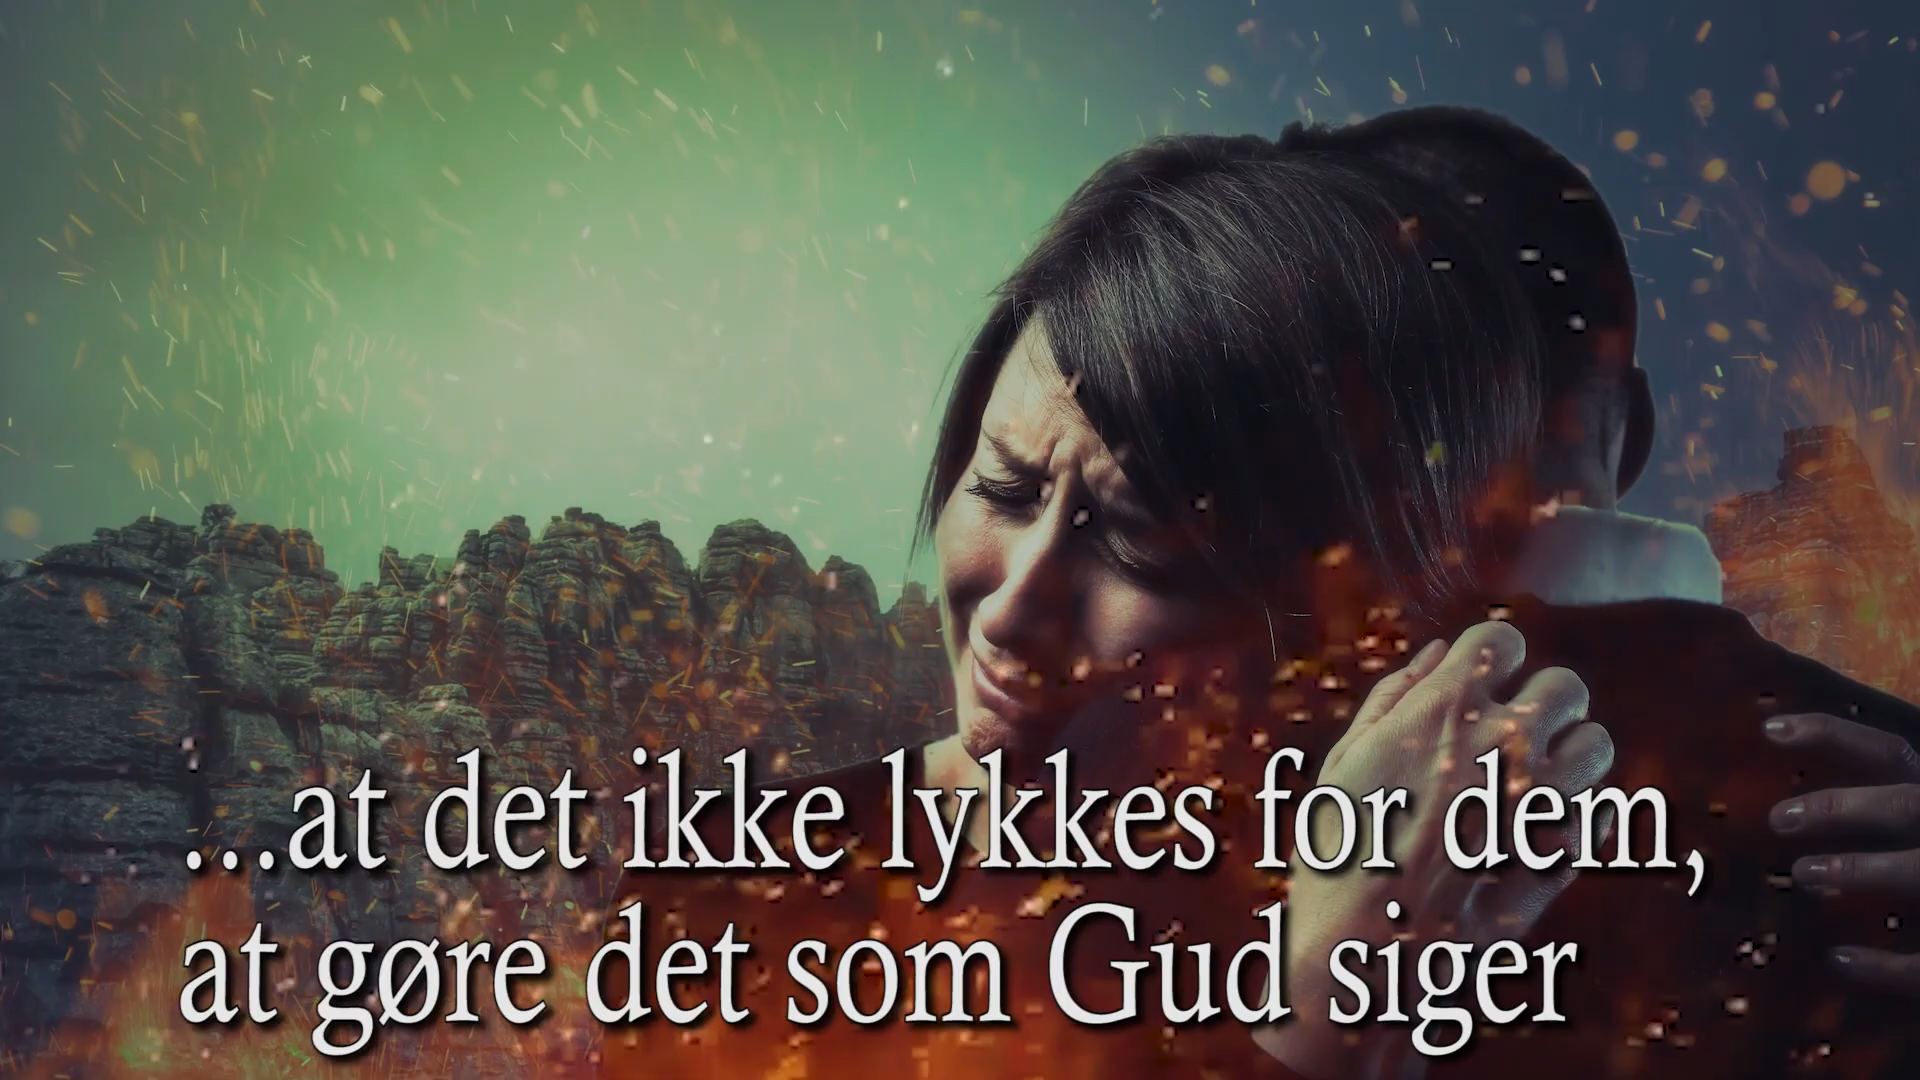 ...at det ikke lykkes for dem,
at gøre det som Gud siger